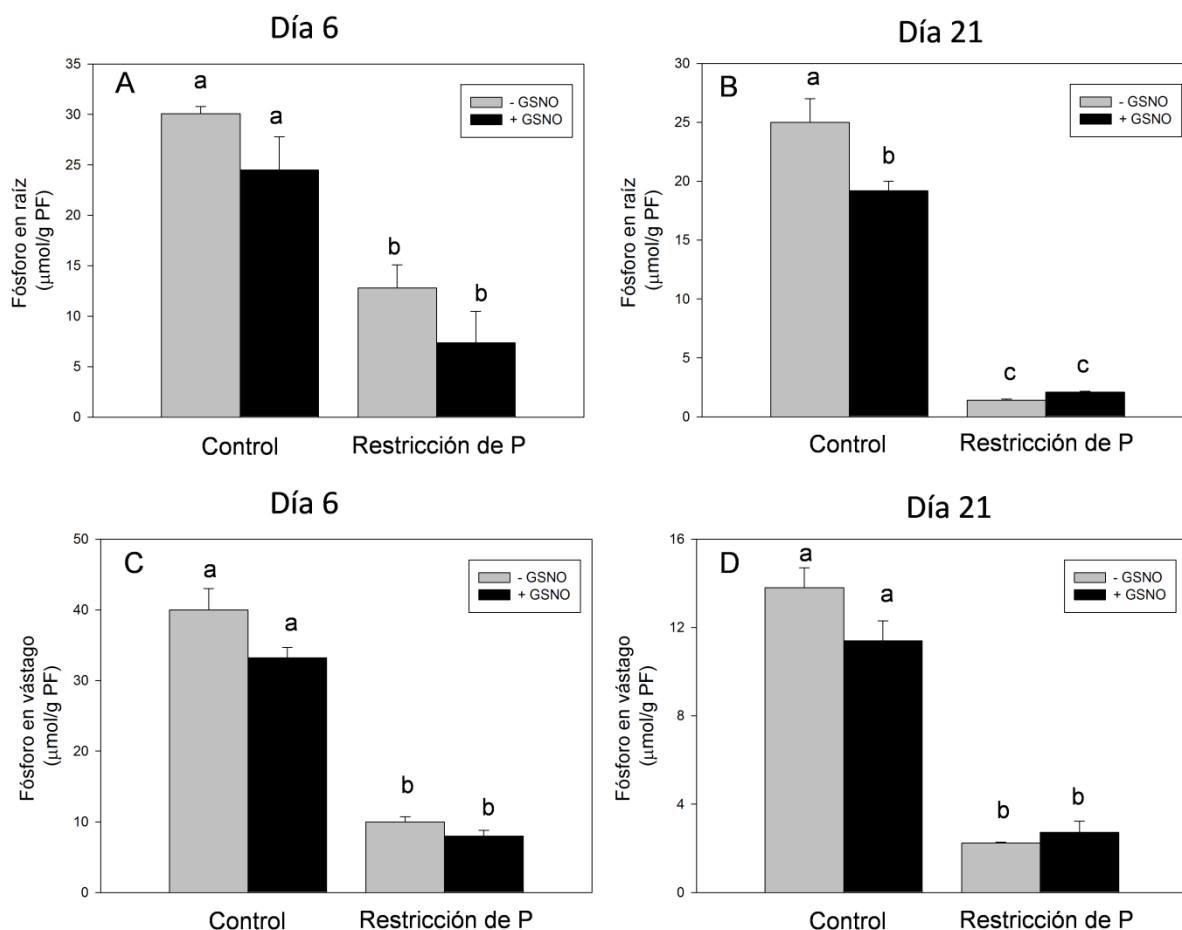 Día 6
A
a
a
b
b
- GSNO
+ GSNO
35
30
25
20
15
10
5
0
Fósforo en raíz
(μmol/g PF)
Control
Restricción de P
Día 21
B
a
b
c
c
- GSNO
+ GSNO
30
25
20
15
10
5
0
Fósforo en raíz
(μmol/g PF)
Control
Restricción de P
Día 6
C
a
a
b
b
- GSNO
+ GSNO
50
40
30
20
10
0
Fósforo en vástago
(μmol/g PF)
Control
Restricción de P
Día 21
D
a
a
b
b
- GSNO
+ GSNO
16
12
8
4
0
Fósforo en vástago
(μmol/g PF)
Control
Restricción de P